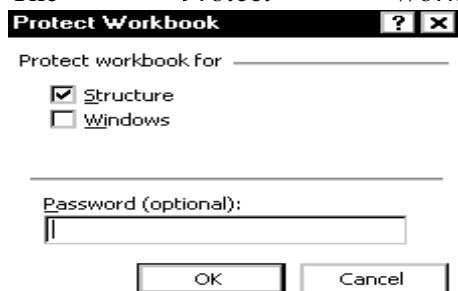 Protect Workbook ? ×
Protect workbook for
Structure
Windows
Password (optional):
OK Cancel